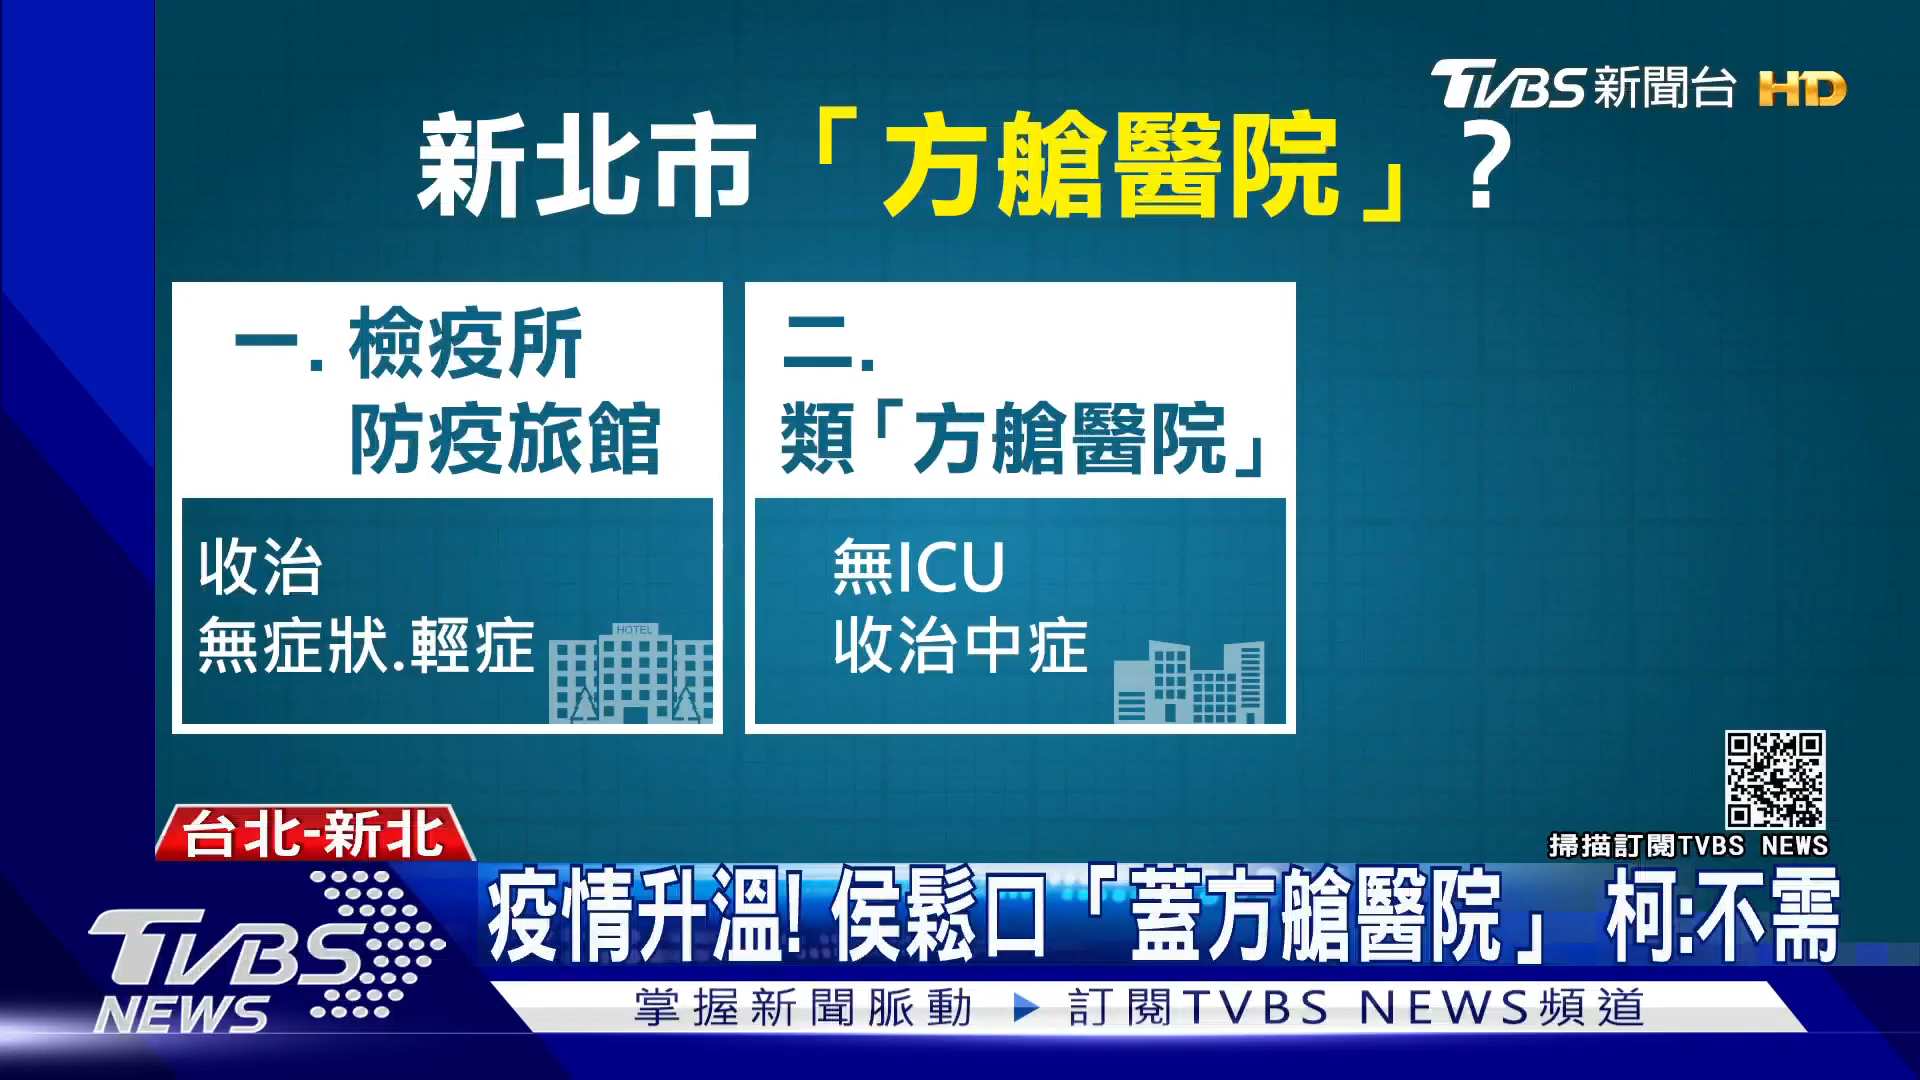 TVBS新聞台 HD
新北市「方艙醫院」?
一. 檢疫所
防疫旅館
收治
無症狀.輕症
HOTEL
二.
類「方艙醫院」
無ICU
收治中症
掃描訂閱TVBS NEWS
台北-新北
疫情升溫! 侯鬆口「蓋方艙醫院」 柯:不需
TVBS
NEWS
掌握新聞脈動 ▶ 訂閱TVBS NEWS頻道